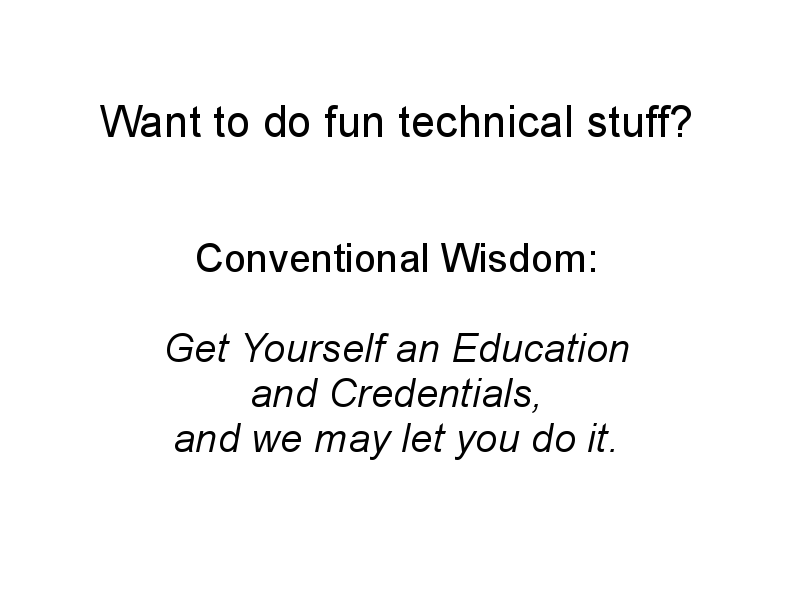 Want to do fun technical stuff?
Conventional Wisdom:
Get Yourself an Education
and Credentials,
and we may let you do it.